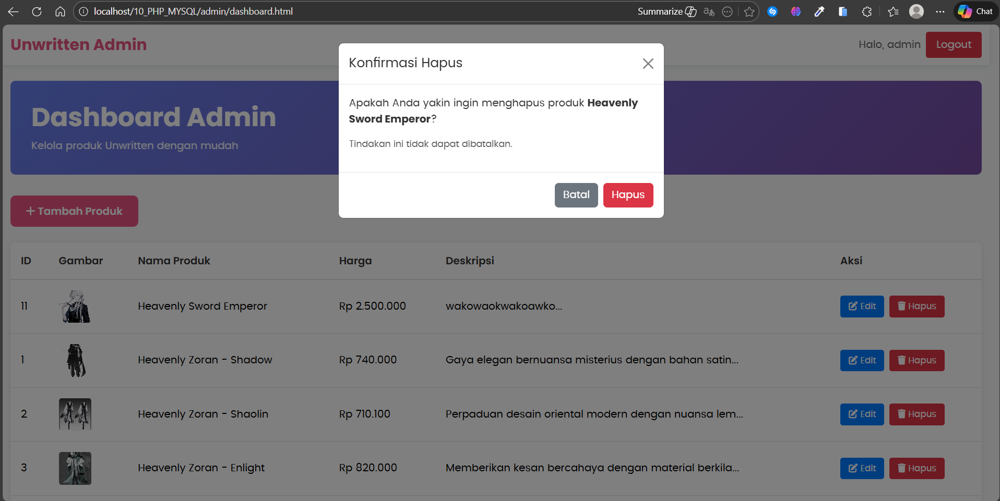 localhost/10_PHP_MYSQL/admin/dashboard.html
Summarize
Chat
Unwritten Admin
Halo, admin
Logout
Konfirmasi Hapus
Apakah Anda yakin ingin menghapus produk Heavenly
Sword Emperor?
Tindakan ini tidak dapat dibatalkan.
Batal
Hapus
Dashboard Admin
Kelola produk Unwritten dengan mudah
+ Tambah Produk
ID Gambar Nama Produk Harga Deskripsi Aksi
11 Heavenly Sword Emperor Rp 2.500.000 wakowaokwakoawko... Edit Hapus
1 Heavenly Zoran - Shadow Rp 740.000 Gaya elegan bernuansa misterius dengan bahan satin... Edit Hapus
2 Heavenly Zoran - Shaolin Rp 710.100 Perpaduan desain oriental modern dengan nuansa lem... Edit Hapus
3 Heavenly Zoran - Enlight Rp 820.000 Memberikan kesan bercahaya dengan material berkila... Edit Hapus